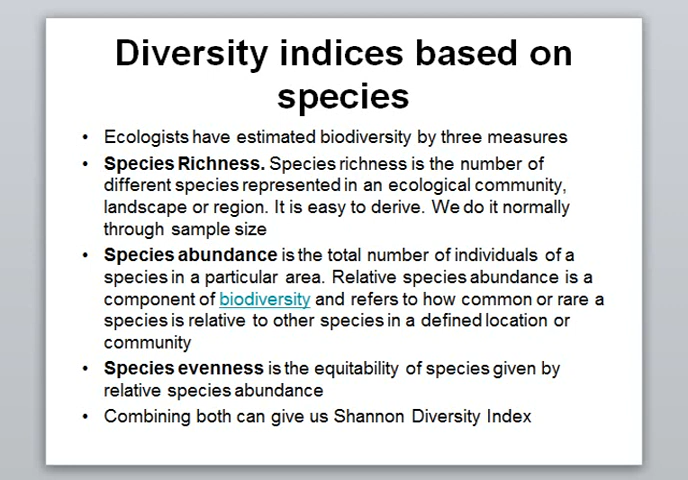 Diversity indices based on
species
• Ecologists have estimated biodiversity by three measures
• Species Richness. Species richness is the number of
different species represented in an ecological community,
landscape or region. It is easy to derive. We do it normally
through sample size
• Species abundance is the total number of individuals of a
species in a particular area. Relative species abundance is a
component of biodiversity and refers to how common or rare a
species is relative to other species in a defined location or
community
• Species evenness is the equitability of species given by
relative species abundance
• Combining both can give us Shannon Diversity Index